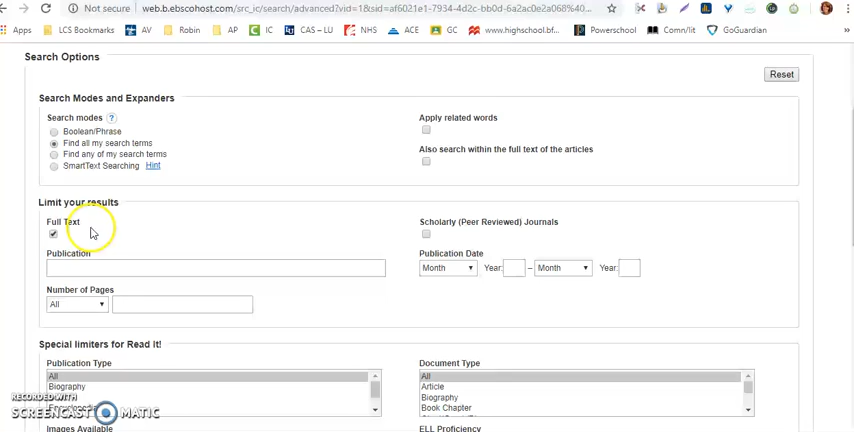 Not secure web.b.ebscohost.com/src_ic/search/advanced?vid=1&sid=af6021e1-7934-4d2c-bb0d-6a2ac0e2a068%40...
Apps LCS Bookmarks AV Robin AP IC CAS – LU NHS ACE GC www.highschool.bf... Powerschool Comn/lit GoGuardian
Search Options
Reset
Search Modes and Expanders
Search modes ? Apply related words
Boolean/Phrase
Find all my search terms
Find any of my search terms Also search within the full text of the articles
SmartText Searching Hint
Limit your results
Full Text Scholarly (Peer Reviewed) Journals
Publication Publication Date
Month Year: – Month Year:
Number of Pages
All
Special limiters for Read it!
Publication Type Document Type
All All
Biography Article
Biography
Book Chapter
RECORDED WITH
SCREENCAST MATIC
Images Available ELL Proficiency